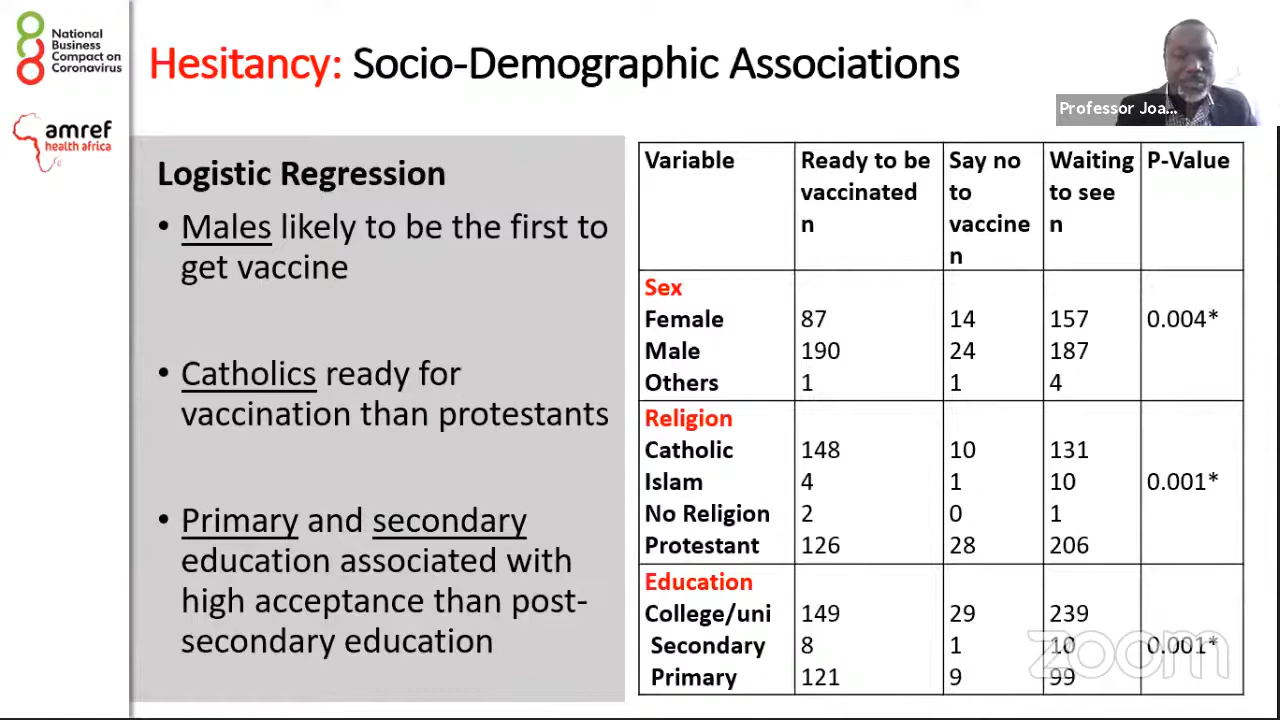 National
Business
Compact on
Coronavirus
amref
health africa
Hesitancy: Socio-Demographic Associations
Professor Joa...
Logistic Regression
• Males likely to be the first to
get vaccine
• Catholics ready for
vaccination than protestants
• Primary and secondary
education associated with
high acceptance than post-
secondary education
Variable Ready to be vaccinated n Say no to vaccine n Waiting to see n P-Value
Sex
Female 87 14 157 0.004*
Male 190 24 187
Others 1 1 4
Religion
Catholic 148 10 131
Islam 4 1 10 0.001*
No Religion 2 0 1
Protestant 126 28 206
Education
College/uni 149 29 239
Secondary 8 1 10 0.001*
Primary 121 9 99
zoom